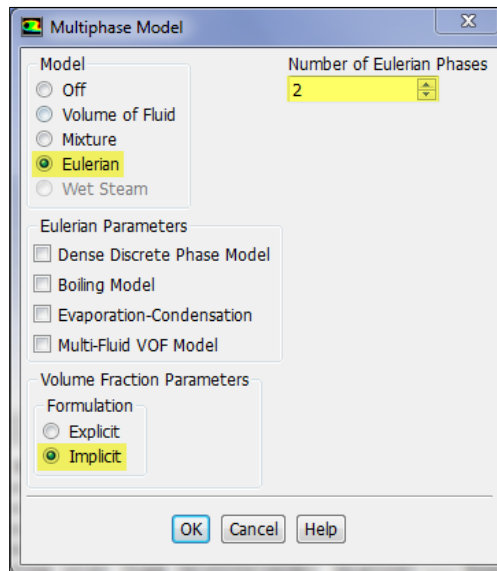 Multiphase Model
Model
Off
Volume of Fluid
Mixture
Eulerian
Wet Steam
Number of Eulerian Phases
2
Eulerian Parameters
Dense Discrete Phase Model
Boiling Model
Evaporation-Condensation
Multi-Fluid VOF Model
Volume Fraction Parameters
Formulation
Explicit
Implicit
OK Cancel Help